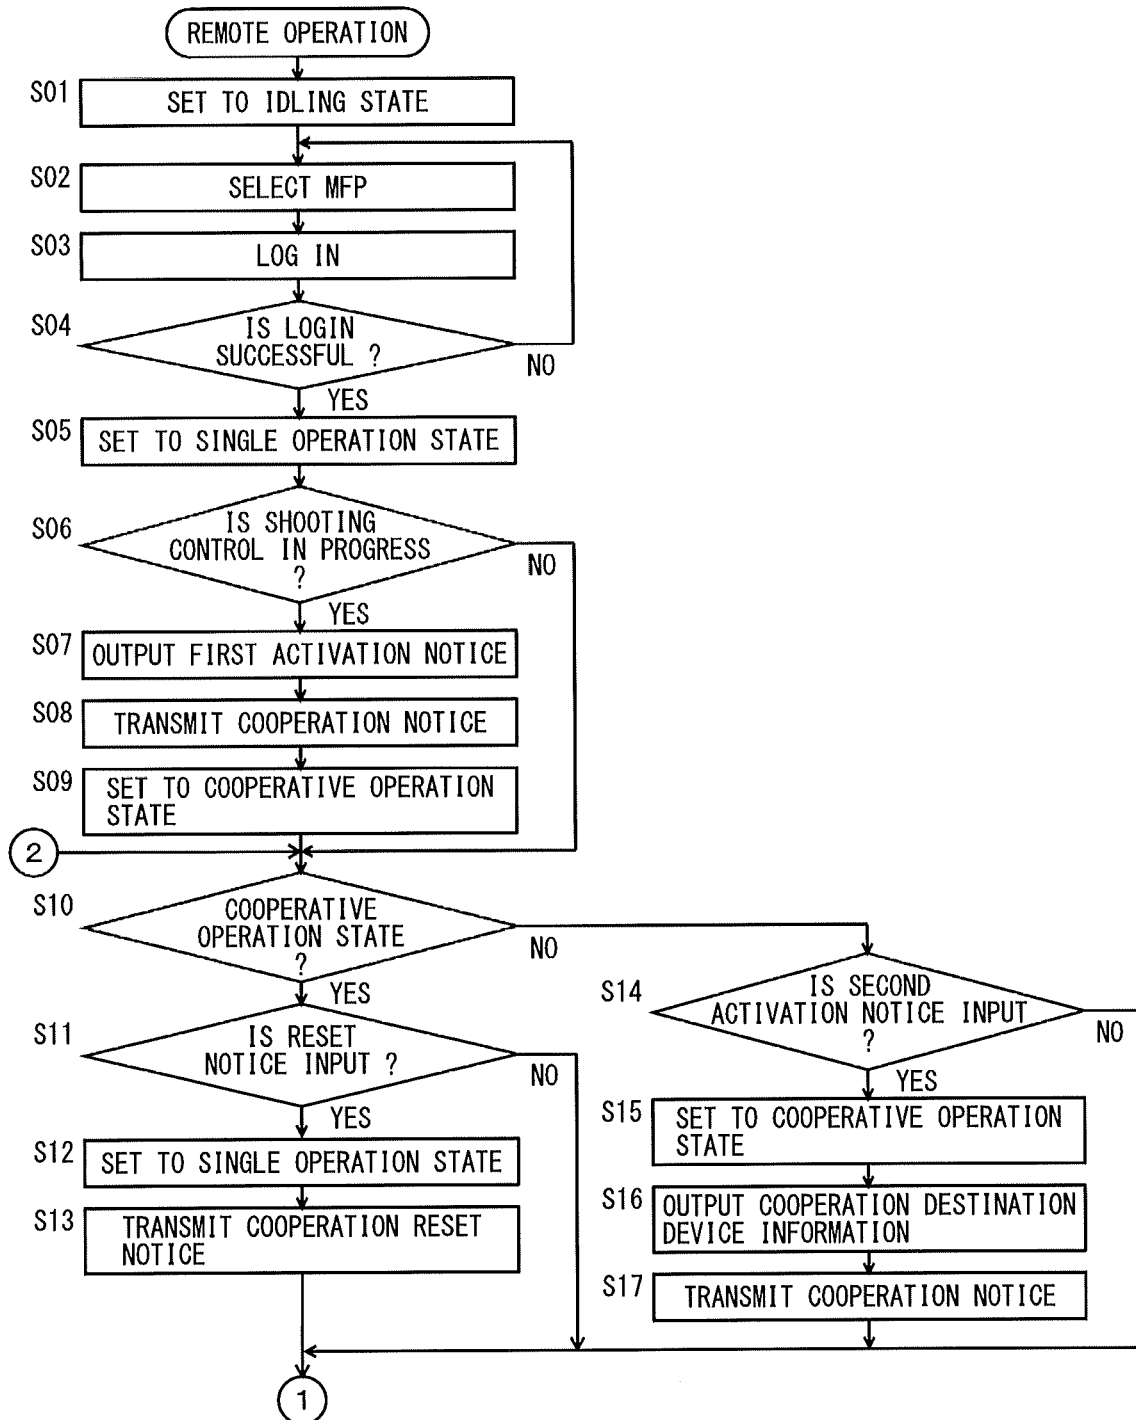 REMOTE OPERATION
S01
SET TO IDLING STATE
S02
SELECT MFP
S03
LOG IN
S04
IS LOGIN
SUCCESSFUL ?
NO
YES
S05
SET TO SINGLE OPERATION STATE
S06
IS SHOOTING
CONTROL IN PROGRESS
?
NO
YES
S07
OUTPUT FIRST ACTIVATION NOTICE
S08
TRANSMIT COOPERATION NOTICE
S09
SET TO COOPERATIVE OPERATION
STATE
2
S10
COOPERATIVE
OPERATION STATE
?
NO
YES
S11
IS RESET
NOTICE INPUT ?
NO
YES
S12
SET TO SINGLE OPERATION STATE
S13
TRANSMIT COOPERATION RESET
NOTICE
S14
IS SECOND
ACTIVATION NOTICE INPUT
?
NO
YES
S15
SET TO COOPERATIVE OPERATION
STATE
S16
OUTPUT COOPERATION DESTINATION
DEVICE INFORMATION
S17
TRANSMIT COOPERATION NOTICE
1